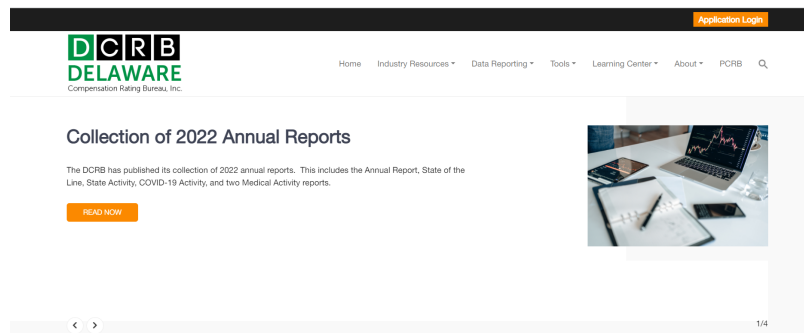 Application Login
DCRB
DELAWARE
Compensation Rating Bureau, Inc.
Home Industry Resources Data Reporting Tools Learning Center About PCRB
Collection of 2022 Annual Reports
The DCRB has published its collection of 2022 annual reports. This includes the Annual Report, State of the
Line, State Activity, COVID-19 Activity, and two Medical Activity reports.
READ NOW
1/4